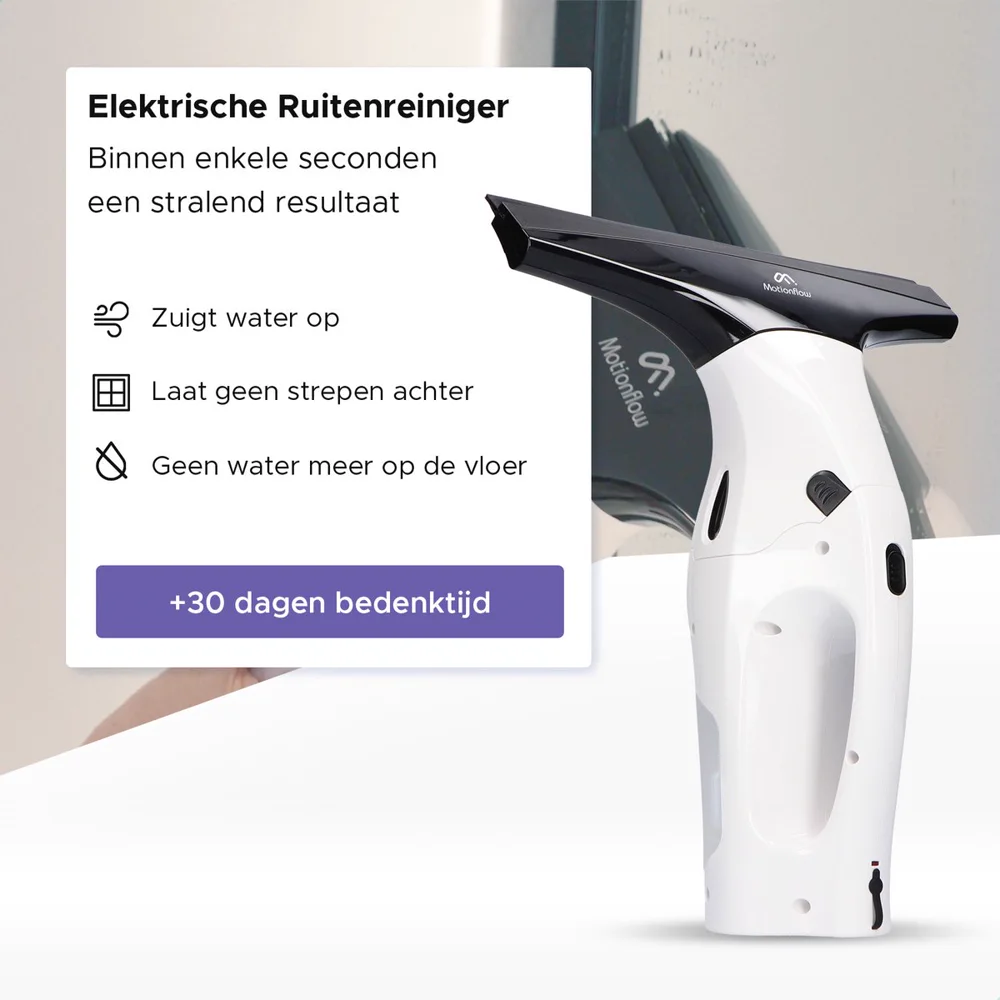 Elektrische Ruitenreiniger
Binnen enkele seconden
een stralend resultaat
Zuigt water op
Laat geen strepen achter
Geen water meer op de vloer
+30 dagen bedenktijd
Motionflow
Motionflow